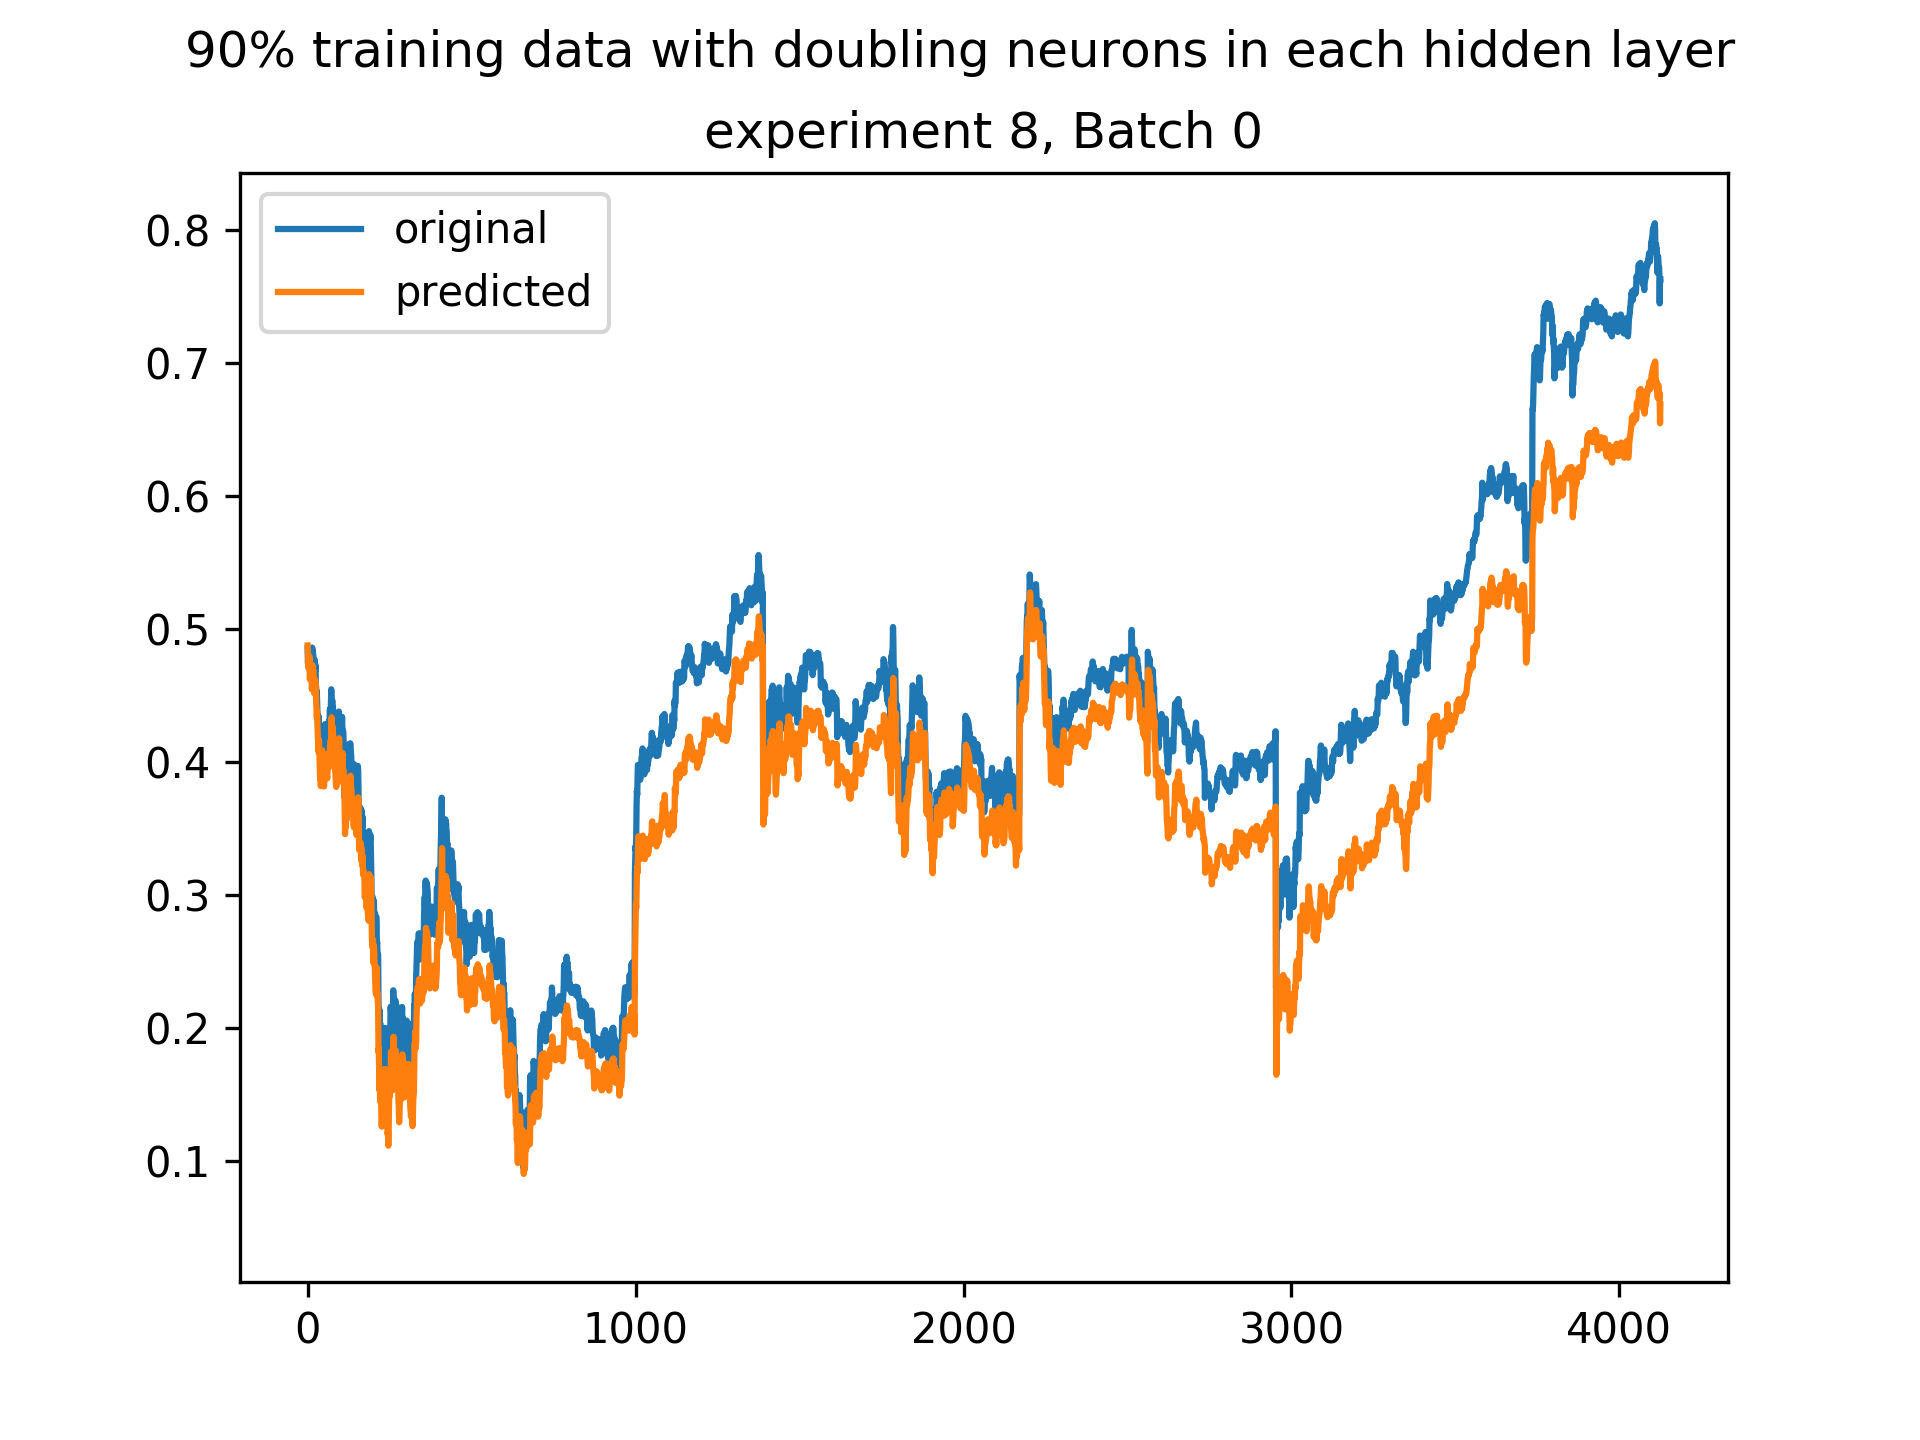 90% training data with doubling neurons in each hidden layer
experiment 8, Batch 0
original
predicted
0.8
0.7
0.6
0.5
0.4
0.3
0.2
0.1
0 1000 2000 3000 4000